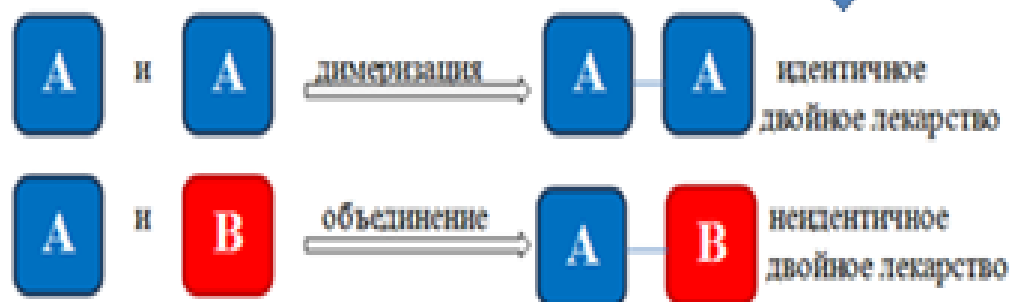 А и А димеризация А А идентичное
двойное лекарство
А и В объединение А В неидентичное
двойное лекарство